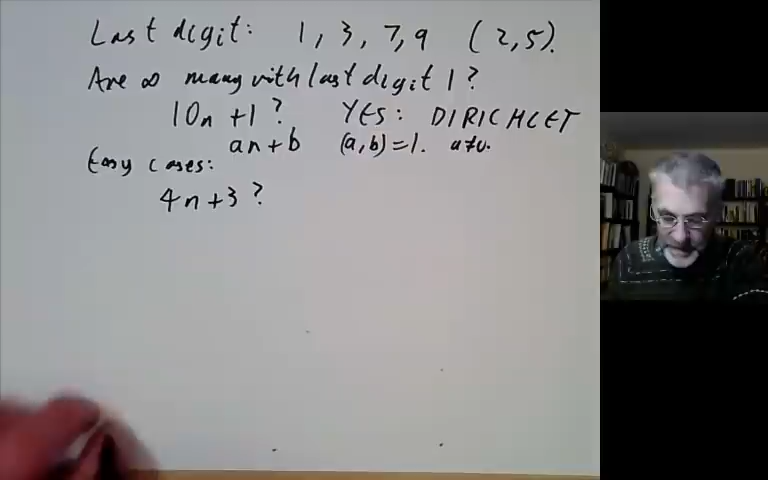 Last digit: 1, 3, 7, 9 (2, 5).
Are ∞ many with last digit 1?
10n + 1? YES: DIRICHLET
an + b (a, b) = 1. a≠0.
Easy cases:
4n + 3?